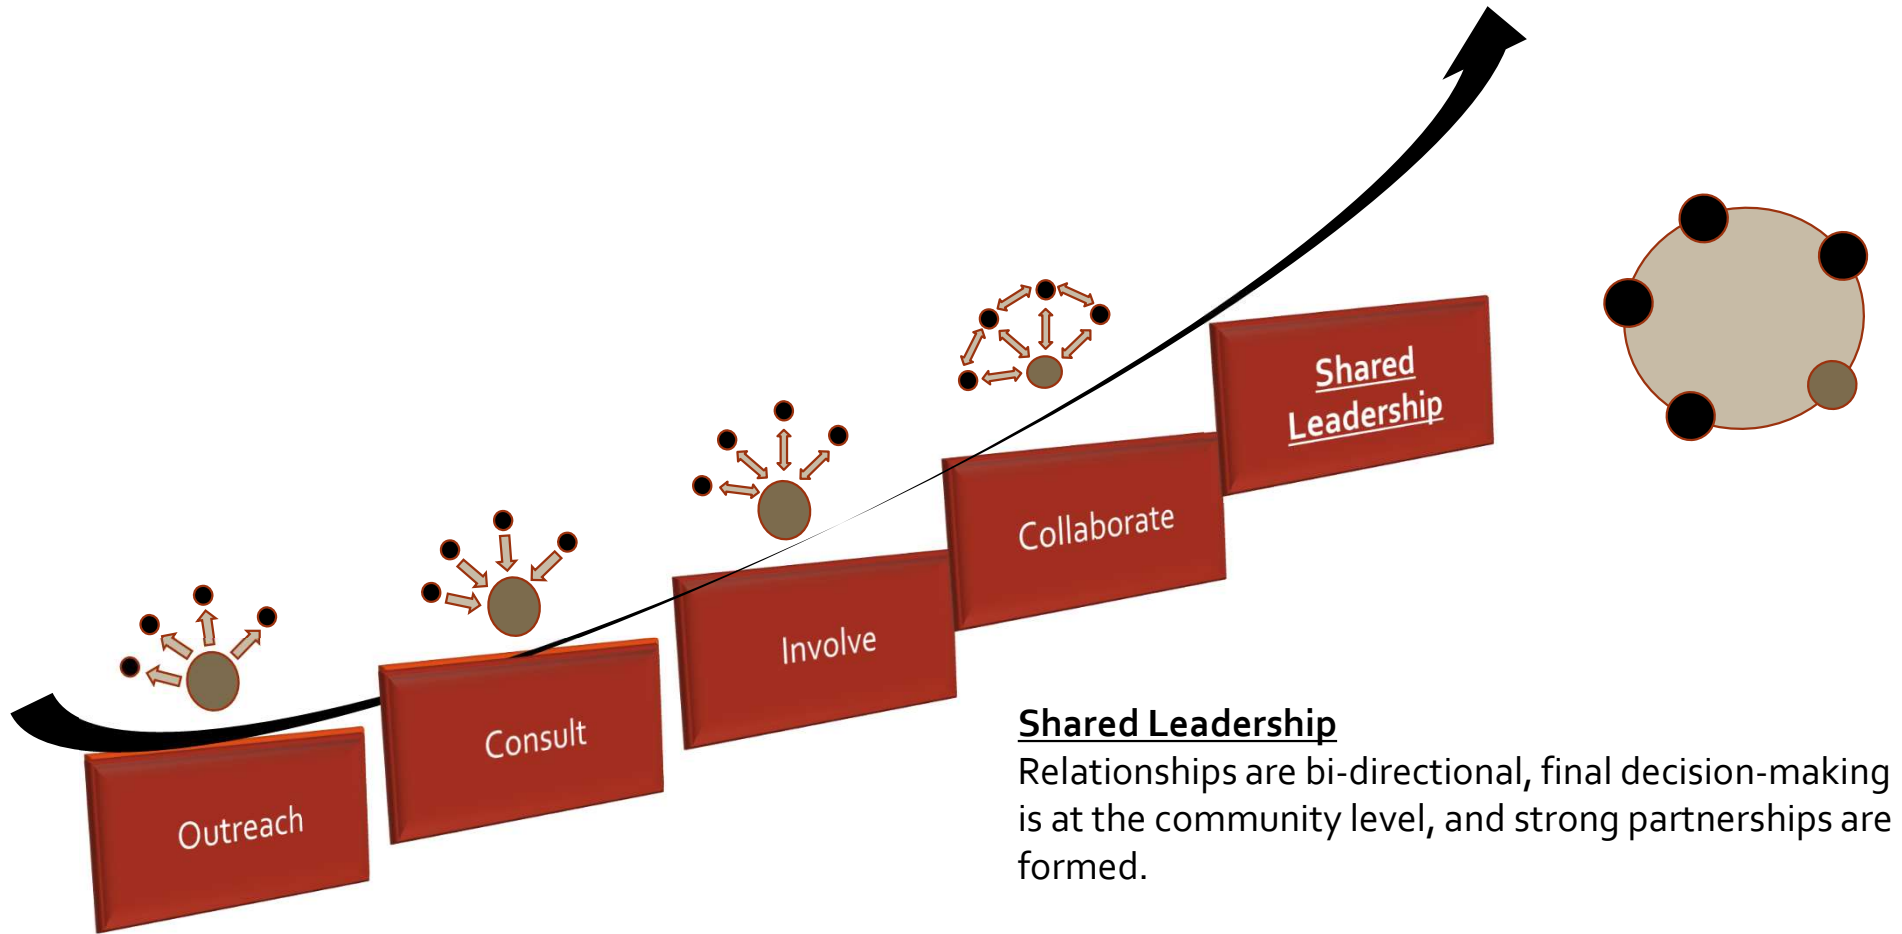 Outreach
Consult
Involve
Collaborate
Shared
Leadership
Shared Leadership
Relationships are bi-directional, final decision-making
is at the community level, and strong partnerships are
formed.